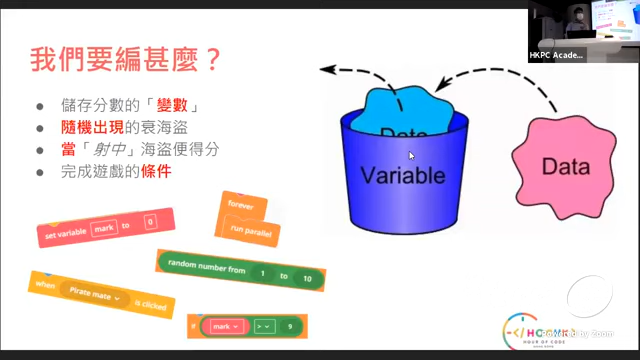 我們要編甚麼？
● 儲存分數的「變數」
● 隨機出現的衰海盜
● 當「射中」海盜便得分
● 完成遊戲的條件
Data
Variable
Data
set variable mark to 0
forever
run parallel
random number from 1 to 10
when Pirate mate is clicked
if mark > 9
HKPC Acade...
HOUR OF CODE
Powered by Zoom